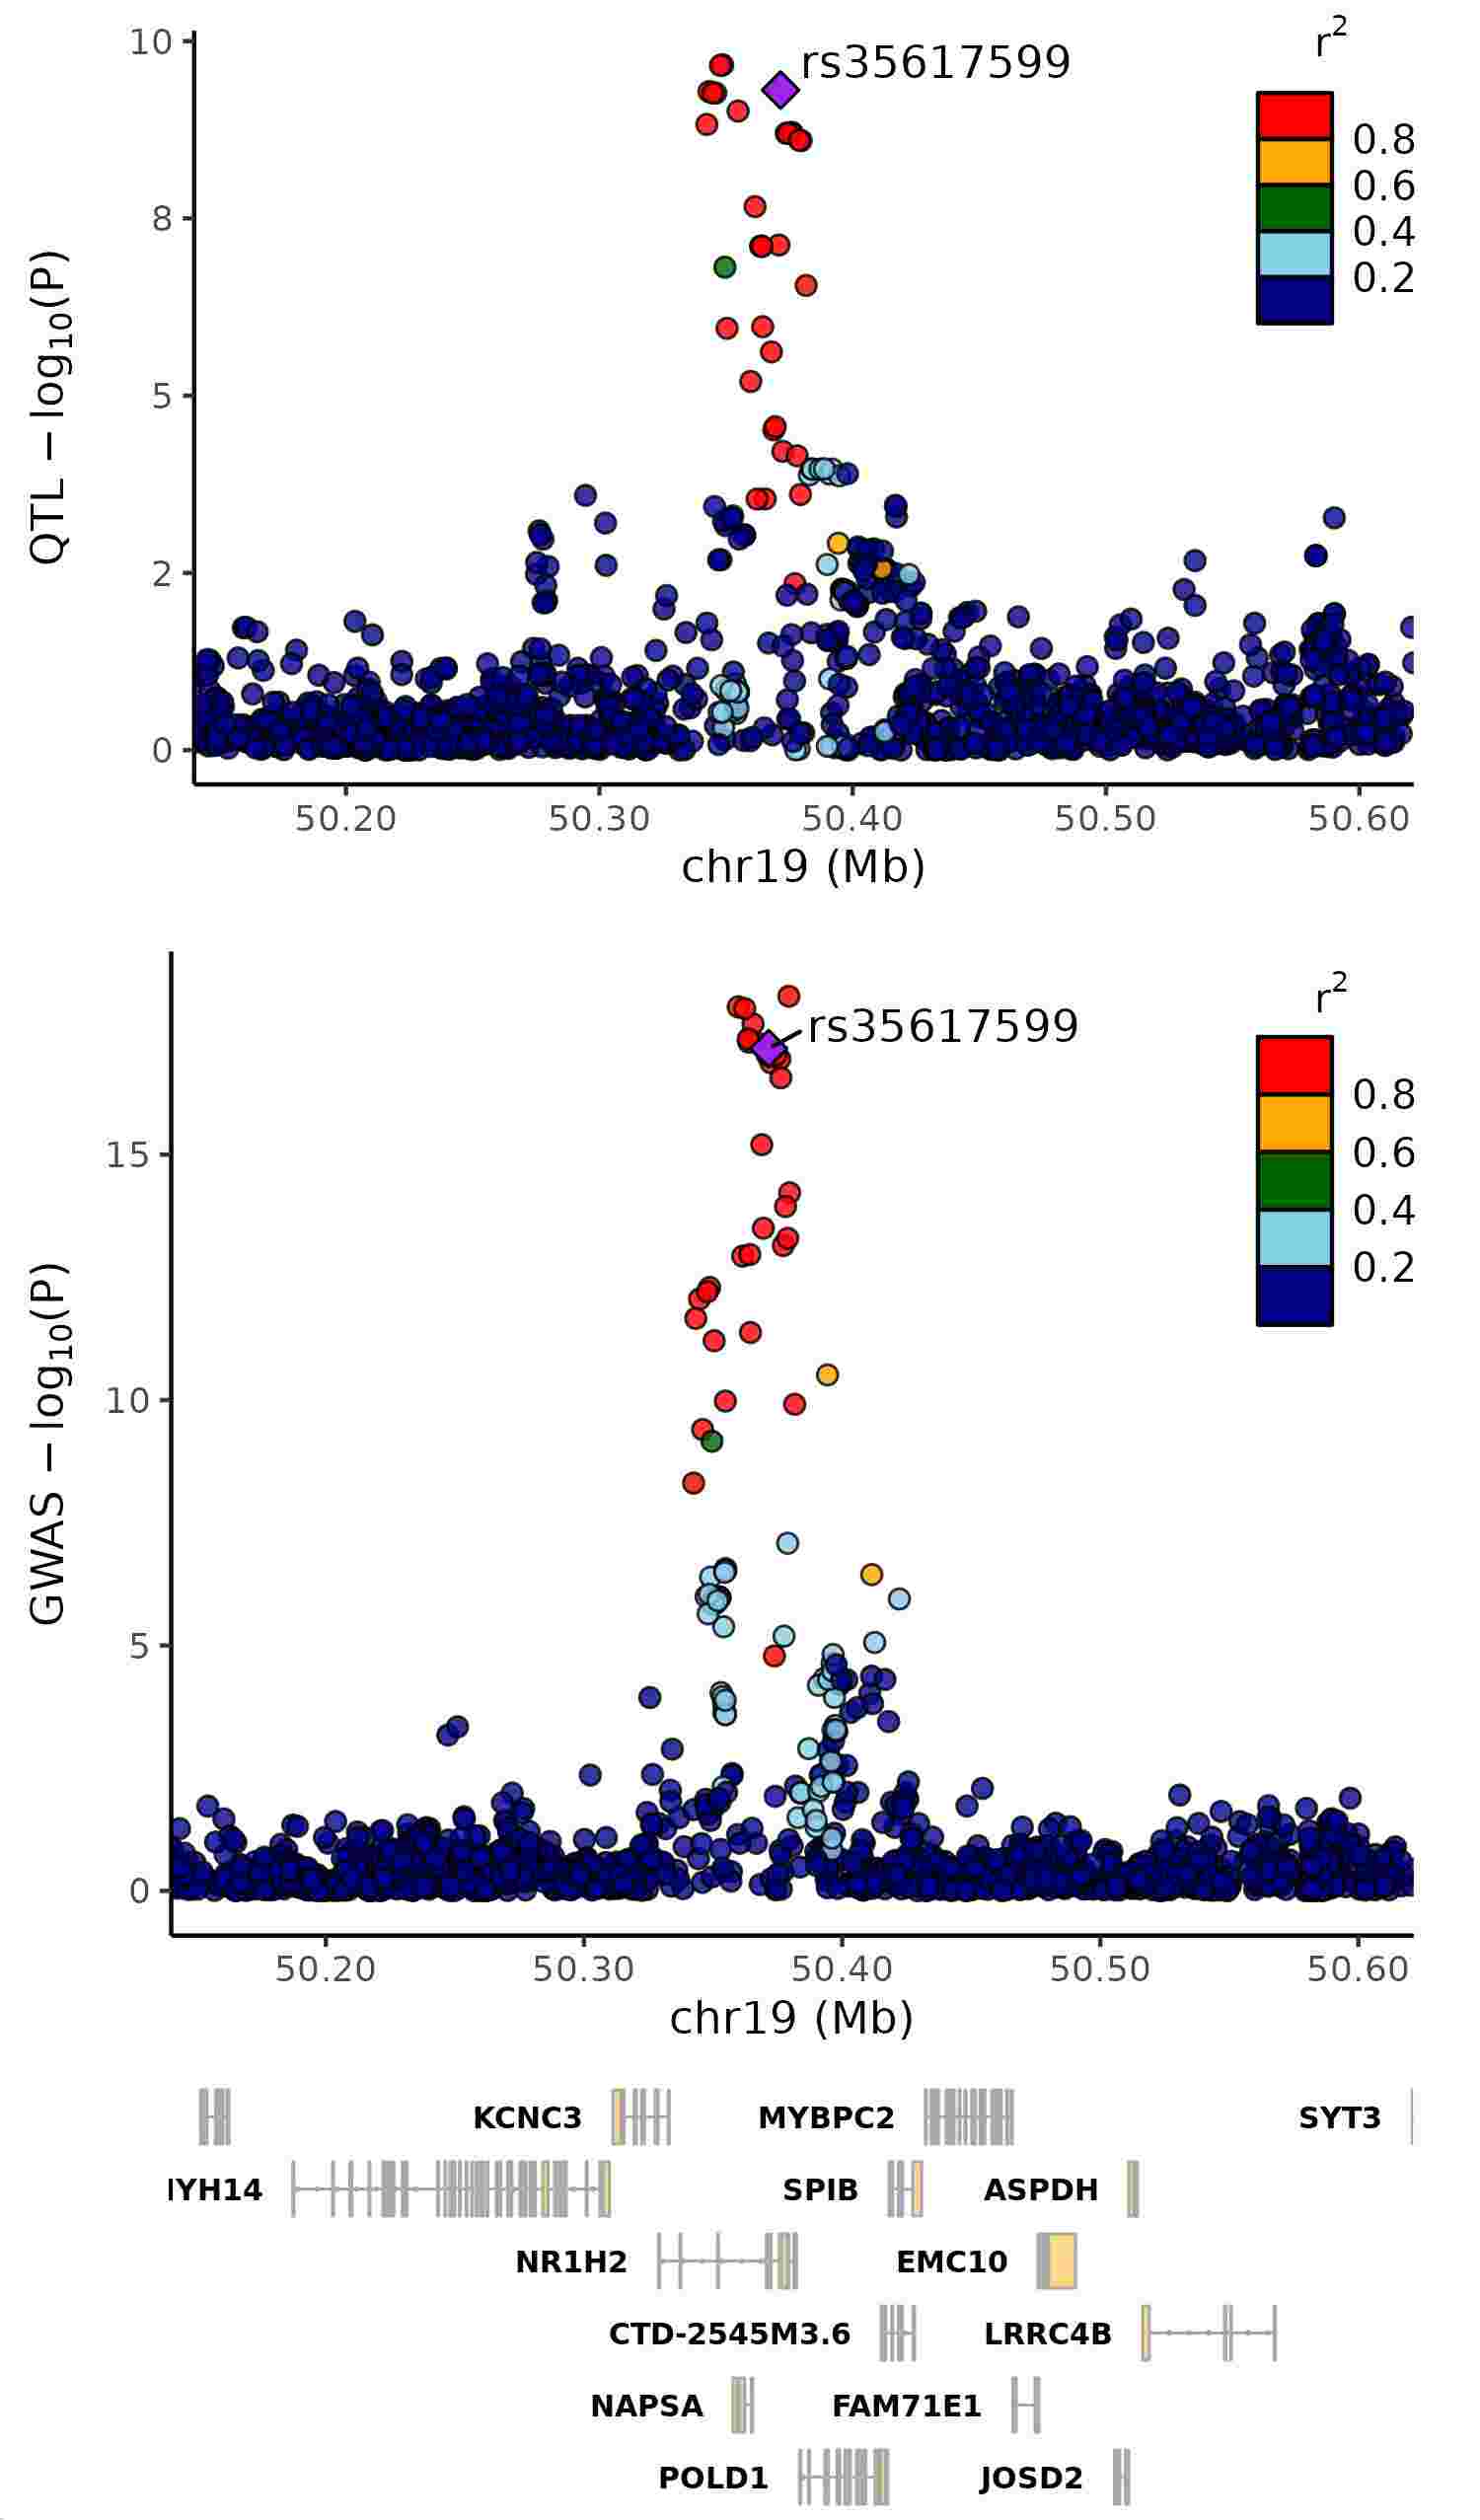 r2
rs35617599
10
8
5
2
0
0.8
0.6
0.4
0.2
QTL −log10(P)
50.20 50.30 50.40 50.50 50.60
chr19 (Mb)
r2
rs35617599
15
10
5
0
0.8
0.6
0.4
0.2
GWAS −log10(P)
50.20 50.30 50.40 50.50 50.60
chr19 (Mb)
KCNC3 MYBPC2 SYT3
IYH14 SPIB ASPDH
NR1H2 EMC10
CTD-2545M3.6 LRRC4B
NAPSA FAM71E1
POLD1 JOSD2